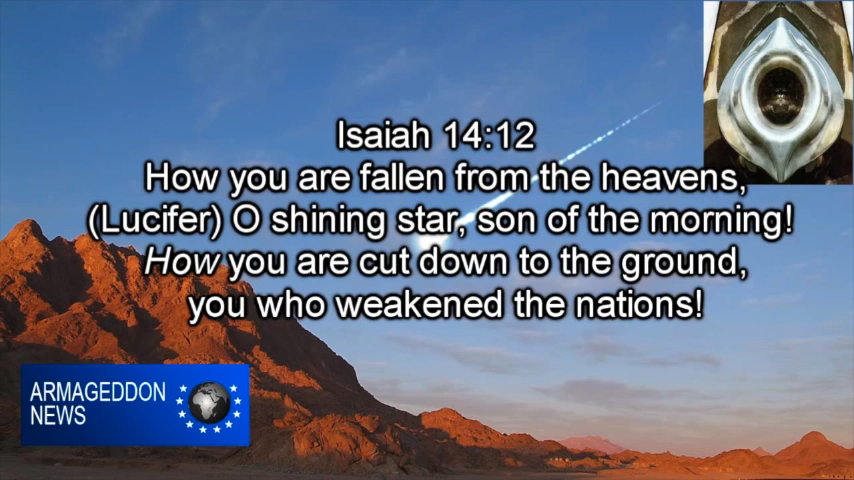 Isaiah 14:12
How you are fallen from the heavens,
(Lucifer) O shining star, son of the morning!
How you are cut down to the ground,
you who weakened the nations!
ARMAGEDDON
NEWS